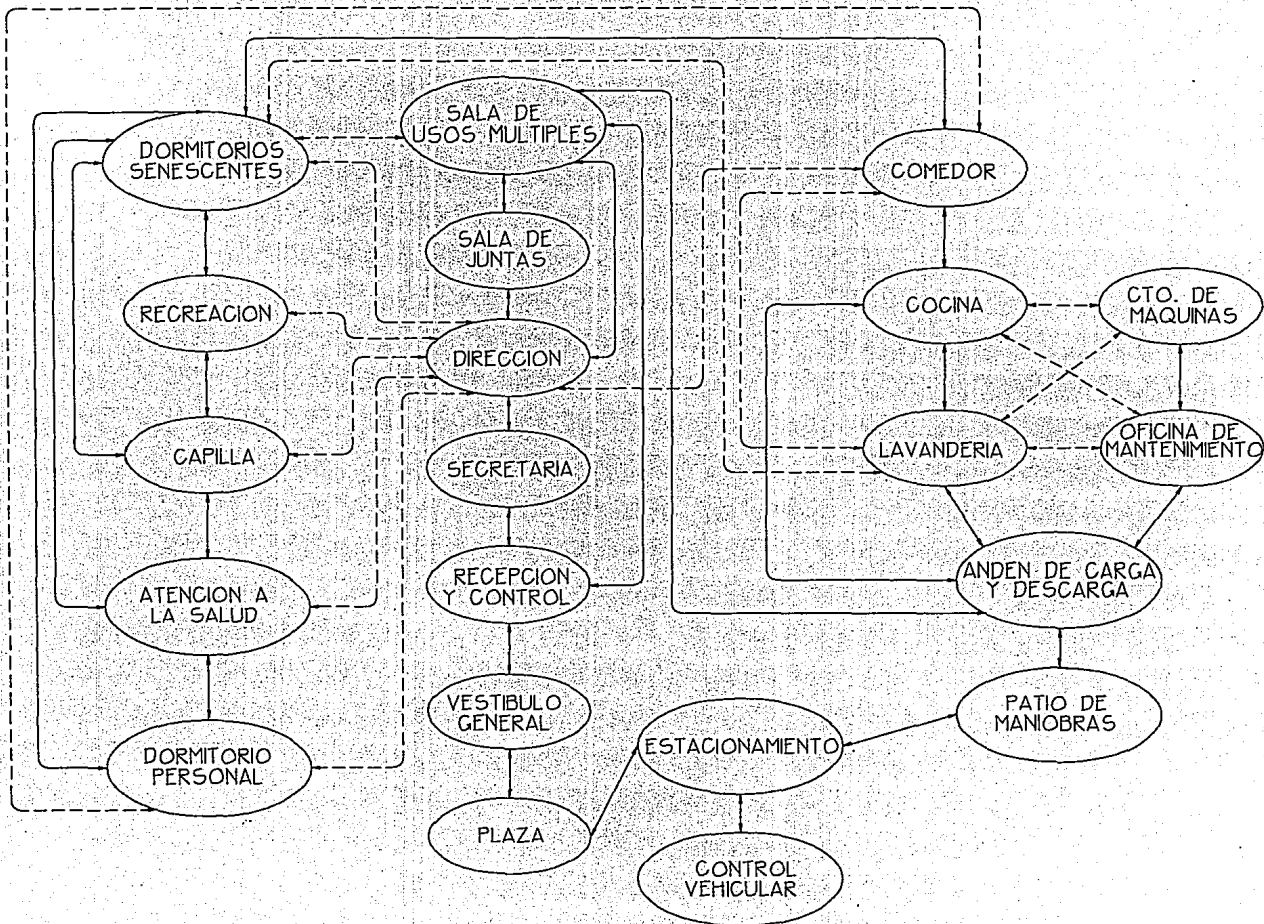 SALA DE
USOS MULTIPLES
DORMITORIOS
SENESCENTES
COMEDOR
SALA DE
JUNTAS
RECREACION
COCINA
CTO. DE
MAQUINAS
DIRECCION
CAPILLA
SECRETARIA
LAVANDERIA
OFICINA DE
MANTENIMIENTO
ATENCION A
LA SALUD
RECEPCION
Y CONTROL
ANDEN DE CARGA
Y DESCARGA
VESTIBULO
GENERAL
PATIO DE
MANIOBRAS
ESTACIONAMIENTO
DORMITORIO
PERSONAL
PLAZA
CONTROL
VEHICULAR